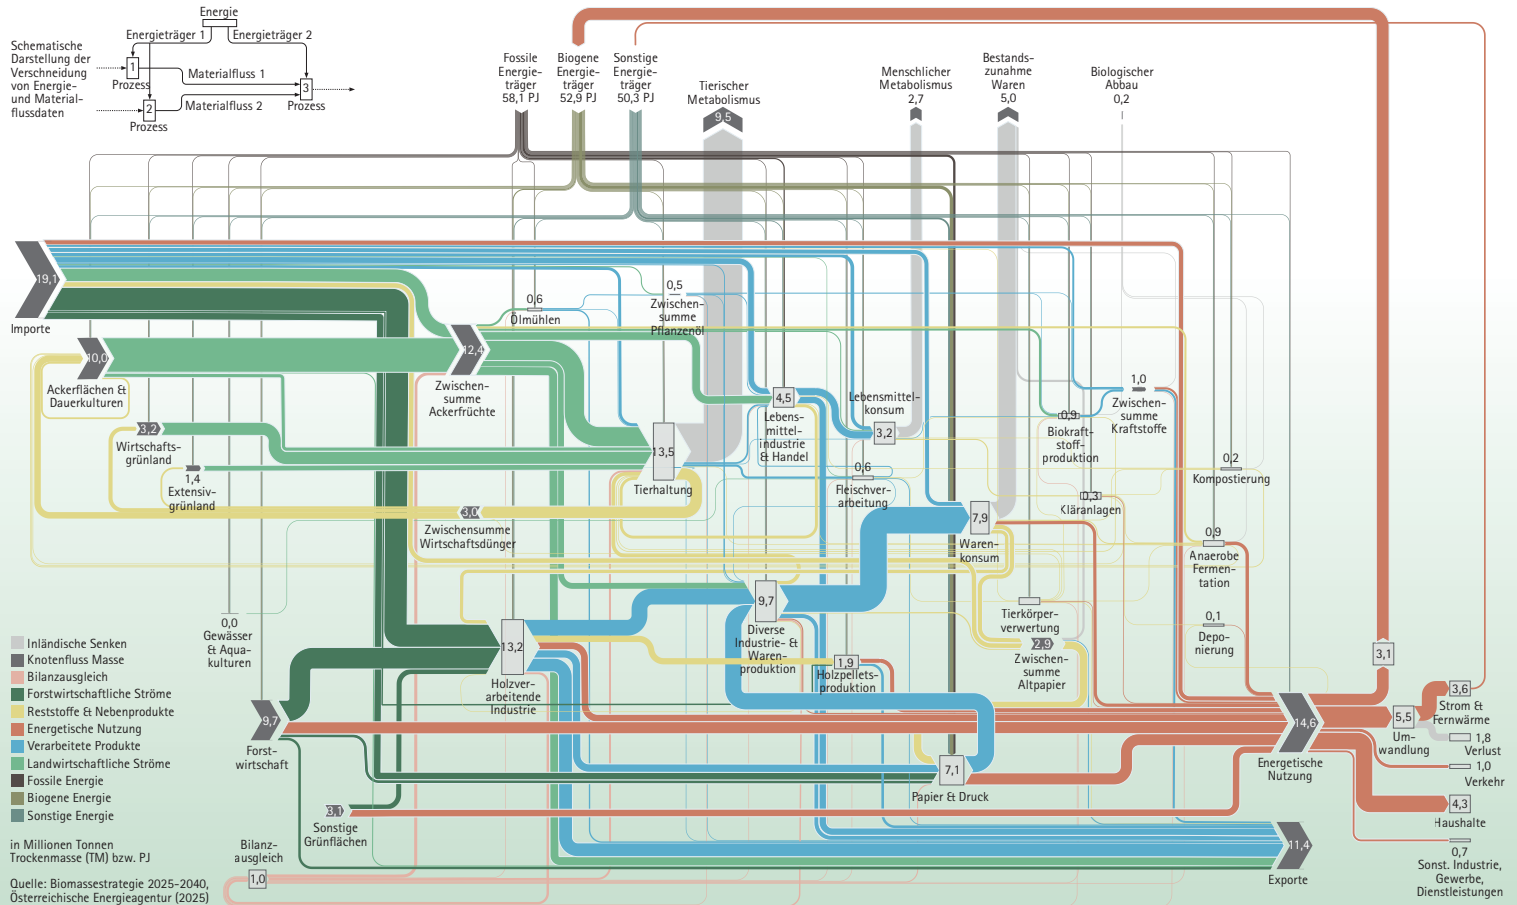 Energie
Energieträger 1
Energieträger 2
Schematische
Darstellung der
Verschneidung
von Energie-
und Material-
flussdaten
1
Prozess
Materialfluss 1
2
Prozess
Materialfluss 2
3
Prozess
Fossile
Energie-
träger
58,1 PJ
Biogene
Energie-
träger
52,9 PJ
Sonstige
Energie-
träger
50,3 PJ
Tierischer
Metabolismus
9,5
Menschlicher
Metabolismus
2,7
Bestands-
zunahme
Waren
5,0
Biologischer
Abbau
0,2
19,1
Importe
10,0
Ackerflächen &
Dauerkulturen
3,2
Wirtschafts-
grünland
1,4
Extensiv-
grünland
12,4
Zwischen-
summe
Ackerfrüchte
0,6
Ölmühlen
0,5
Zwischen-
summe
Pflanzenöl
13,5
Tierhaltung
3,0
Zwischensumme
Wirtschaftsdünger
4,5
Lebens-
mittel-
industrie
& Handel
Lebensmittel-
konsum
3,2
0,6
Fleischver-
arbeitung
7,9
Waren-
konsum
1,0
Zwischen-
summe
Kraftstoffe
0,9
Biokraft-
stoff-
produktion
0,3
Kläranlagen
0,2
Kompostierung
0,9
Anaerobe
Fermen-
tation
Tierkörper-
verwertung
0,1
Depo-
nierung
2,9
Zwischen-
summe
Altpapier
0,0
Gewässer
& Aqua-
kulturen
9,7
Diverse
Industrie- &
Waren-
produktion
13,2
Holzver-
arbeitende
Industrie
1,9
Holzpellets-
produktion
9,7
Forst-
wirtschaft
7,1
Papier & Druck
3,1
Sonstige
Grünflächen
Bilanz-
ausgleich
1,0
3,1
14,6
Energetische
Nutzung
5,5
Um-
wandlung
3,6
Strom &
Fernwärme
1,8
Verlust
1,0
Verkehr
4,3
Haushalte
0,7
Sonst. Industrie,
Gewerbe,
Dienstleistungen
11,4
Exporte
Inländische Senken
Knotenfluss Masse
Bilanzausgleich
Forstwirtschaftliche Ströme
Reststoffe & Nebenprodukte
Energetische Nutzung
Verarbeitete Produkte
Landwirtschaftliche Ströme
Fossile Energie
Biogene Energie
Sonstige Energie
in Millionen Tonnen
Trockenmasse (TM) bzw. PJ
Quelle: Biomassestrategie 2025-2040,
Österreichische Energieagentur (2025)